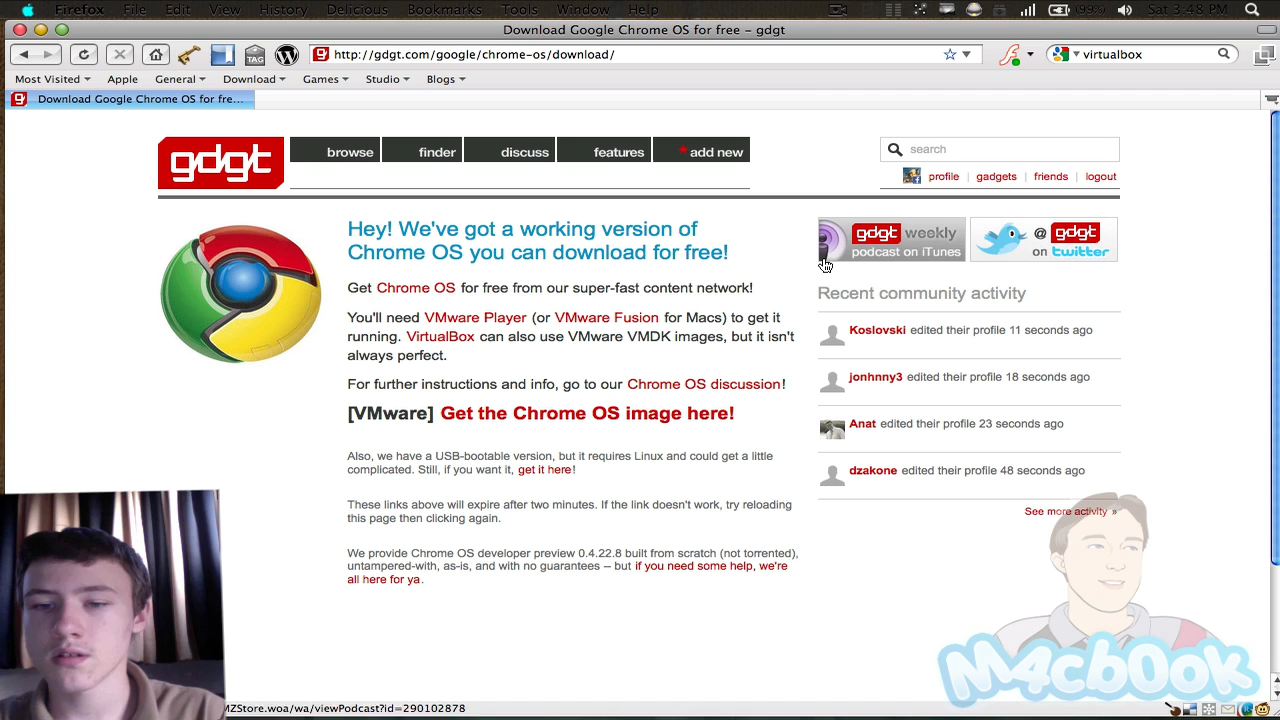 Firefox File Edit View History Delicious Bookmarks Tools Window Help (99%) Sat 3:48 PM
Download Google Chrome OS for free – gdgt
TAG http://gdgt.com/google/chrome-os/download/ virtualbox
Most Visited Apple General Download Games Studio Blogs
Download Google Chrome OS for fre...
gdgt browse finder discuss features * add new search
profile | gadgets | friends | logout
Hey! We've got a working version of
Chrome OS you can download for free!
Get Chrome OS for free from our super-fast content network!
You'll need VMware Player (or VMware Fusion for Macs) to get it
running. VirtualBox can also use VMware VMDK images, but it isn't
always perfect.
For further instructions and info, go to our Chrome OS discussion!
[VMware] Get the Chrome OS image here!
Also, we have a USB-bootable version, but it requires Linux and could get a little
complicated. Still, if you want it, get it here!
These links above will expire after two minutes. If the link doesn't work, try reloading
this page then clicking again.
We provide Chrome OS developer preview 0.4.22.8 built from scratch (not torrented),
untampered-with, as-is, and with no guarantees – but if you need some help, we're
all here for ya.
gdgt weekly
podcast on iTunes
@ gdgt
on twitter
Recent community activity
Koslovski edited their profile 11 seconds ago
jonhnny3 edited their profile 18 seconds ago
Anat edited their profile 23 seconds ago
dzakone edited their profile 48 seconds ago
See more activity »
M4cb0Ok
MZStore.woa/wa/viewPodcast?id=290102878